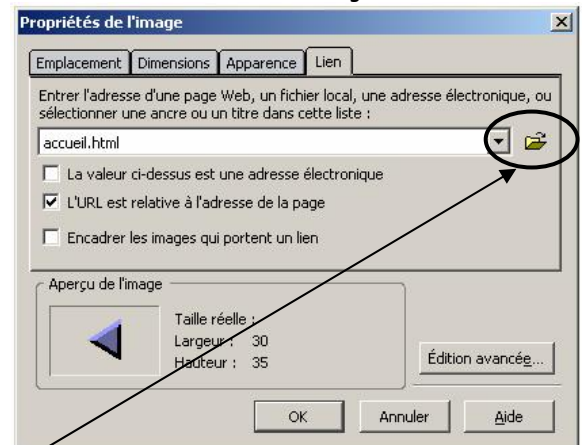 Propriétés de l'image
Emplacement Dimensions Apparence Lien
Entrer l'adresse d'une page Web, un fichier local, une adresse électronique, ou
sélectionner une ancre ou un titre dans cette liste :
accueil.html
La valeur ci-dessus est une adresse électronique
L'URL est relative à l'adresse de la page
Encadrer les images qui portent un lien
Aperçu de l'image
Taille réelle :
Largeur : 30
Hauteur : 35
Édition avancée...
OK Annuler Aide